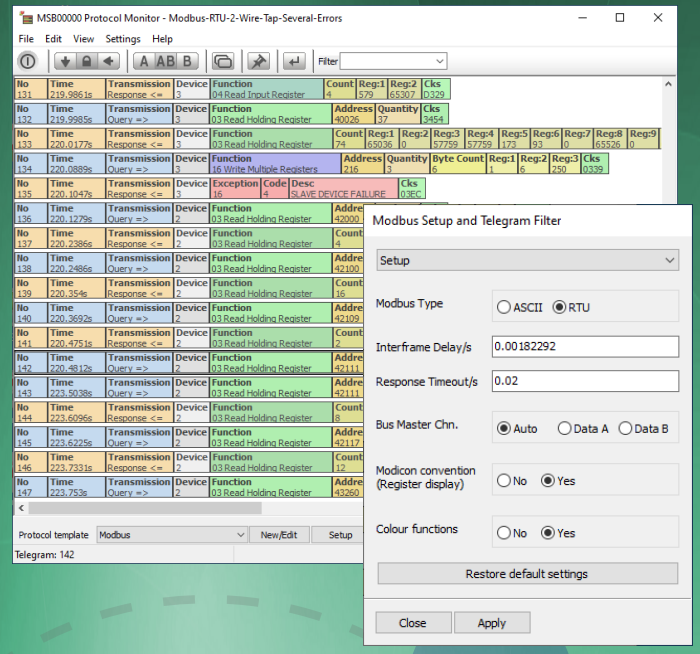 MSB00000 Protocol Monitor - Modbus-RTU-2-Wire-Tap-Several-Errors
File Edit View Settings Help
A AB B Filter
No Time Transmission Device Function Count Reg:1 Reg:2 Cks
131 219.9861s Response <= 3 04 Read Input Register 4 579 65307 D329
No Time Transmission Device Function Address Quantity Cks
132 219.9985s Query => 3 03 Read Holding Register 40026 37 3454
No Time Transmission Device Function Count Reg:1 Reg:2 Reg:3 Reg:4 Reg:5 Reg:6 Reg:7 Reg:8 Reg:9
133 220.0177s Response <= 3 03 Read Holding Register 74 65036 0 57759 57759 173 93 0 65526 0
No Time Transmission Device Function Address Quantity Byte Count Reg:1 Reg:2 Reg:3 Cks
134 220.0889s Query => 3 16 Write Multiple Registers 216 3 6 1 6 250 0339
No Time Transmission Device Exception Code Desc Cks
135 220.1047s Response <= 3 16 4 SLAVE DEVICE FAILURE 03EC
No Time Transmission Device Function Addre
136 220.1279s Query => 2 03 Read Holding Register 42000
No Time Transmission Device Function Count
137 220.2386s Response <= 2 03 Read Holding Register 4
No Time Transmission Device Function Addre
138 220.2486s Query => 2 03 Read Holding Register 42100
No Time Transmission Device Function Count
139 220.354s Response <= 2 03 Read Holding Register 16
No Time Transmission Device Function Addre
140 220.3692s Query => 2 03 Read Holding Register 42109
No Time Transmission Device Function Count
141 220.4751s Response <= 2 03 Read Holding Register 2
No Time Transmission Device Function Addre
142 220.4812s Query => 2 03 Read Holding Register 42111
No Time Transmission Device Function Addre
143 220.5038s Query => 2 03 Read Holding Register 42111
No Time Transmission Device Function Count
144 220.6096s Response <= 2 03 Read Holding Register 8
No Time Transmission Device Function Addre
145 220.6225s Query => 2 03 Read Holding Register 42117
No Time Transmission Device Function Count
146 220.7331s Response <= 2 03 Read Holding Register 12
No Time Transmission Device Function Addre
147 220.753s Query => 2 03 Read Holding Register 43260
Protocol template Modbus New/Edit Setup
Telegram: 142
Modbus Setup and Telegram Filter
Setup
Modbus Type ASCII RTU
Interframe Delay/s 0.00182292
Response Timeout/s 0.02
Bus Master Chn. Auto Data A Data B
Modicon convention
(Register display) No Yes
Colour functions No Yes
Restore default settings
Close Apply